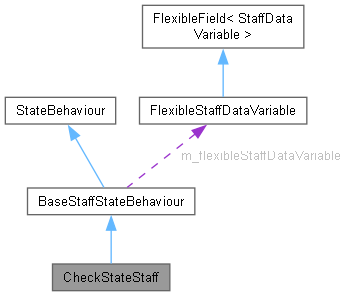 FlexibleField< StaffData
Variable >
StateBehaviour
FlexibleStaffDataVariable
m_flexibleStaffDataVariable
BaseStaffStateBehaviour
CheckStateStaff